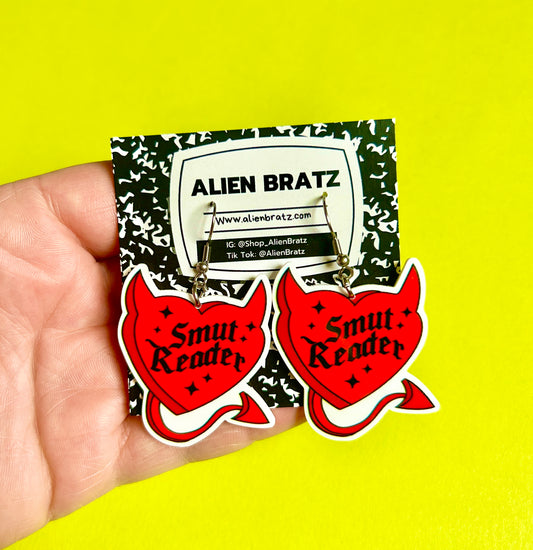 ALIEN BRATZ
Www.alienbratz.com
IG: @Shop_AlienBratz
Tik Tok: @AlienBratz
Smut
Reader
Smut
Reader